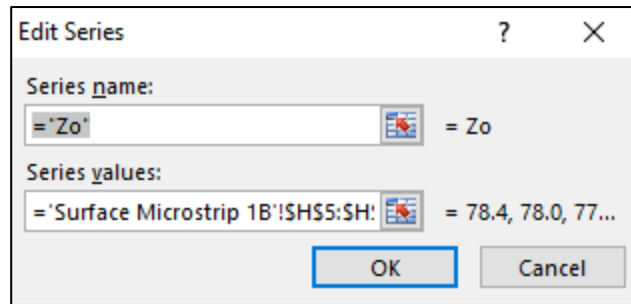 Edit Series ? ×
Series name:
="Zo" = Zo
Series values:
='Surface Microstrip 1B'!$H$5:$H! = 78.4, 78.0, 77...
OK Cancel